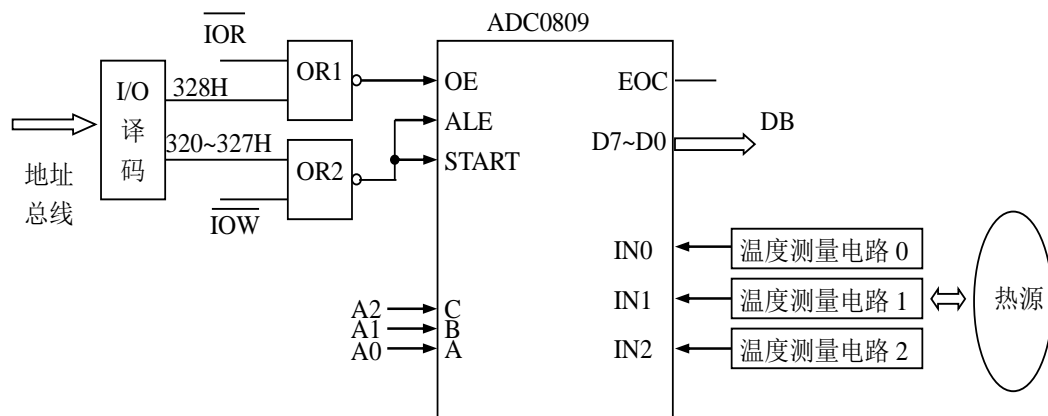 ADC0809
IOR
OR1
I/O
译
码
328H
320~327H
地址
总线
OR2
IOW
OE
ALE
START
EOC
D7~D0
DB
IN0
IN1
IN2
温度测量电路 0
温度测量电路 1
温度测量电路 2
热源
A2
A1
A0
C
B
A